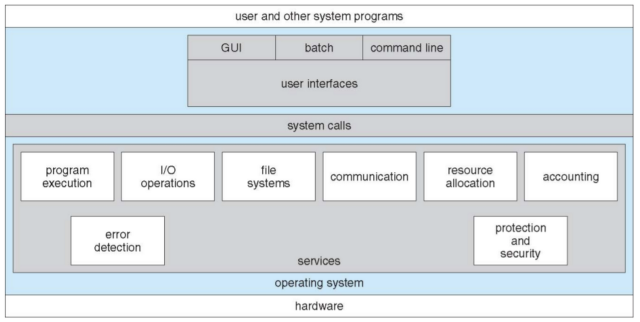 user and other system programs
GUI batch command line
user interfaces
system calls
program execution
I/O operations
file systems
communication
resource allocation
accounting
error detection
protection and security
services
operating system
hardware